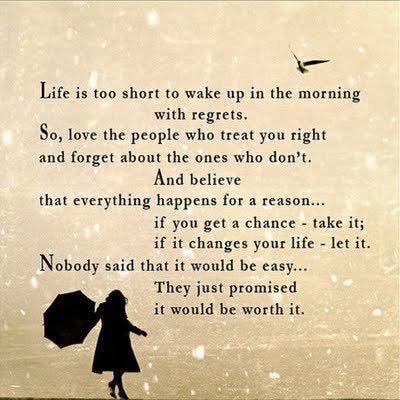 Life is too short to wake up in the morning
with regrets.
So, love the people who treat you right
and forget about the ones who don't.
And believe
that everything happens for a reason...
if you get a chance - take it;
if it changes your life - let it.
Nobody said that it would be easy...
They just promised
it would be worth it.